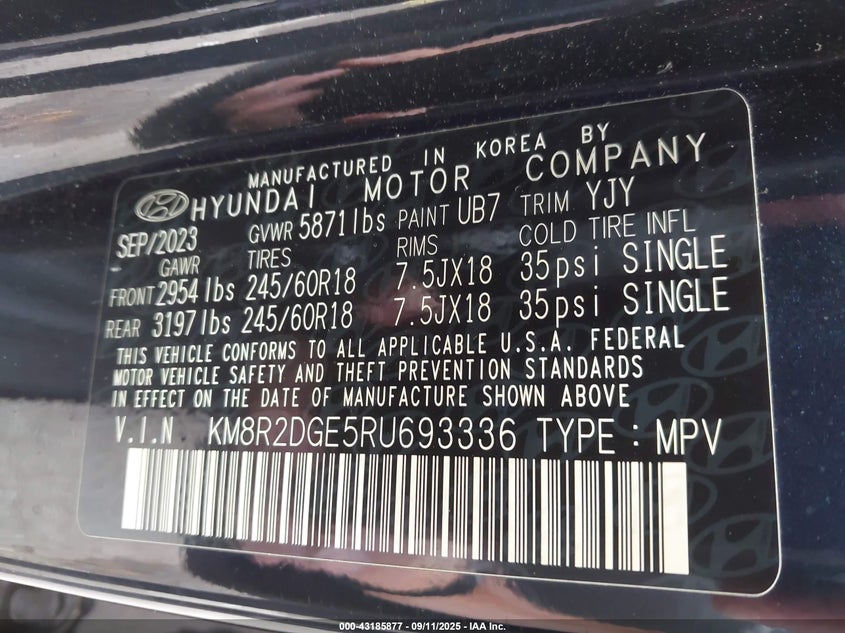 MANUFACTURED IN KOREA BY
HYUNDAI MOTOR COMPANY
SEP/2023 GVWR 5871lbs PAINT UB7 TRIM YJY
GAWR TIRES RIMS COLD TIRE INFL
FRONT 2954lbs 245/60R18 7.5JX18 35psi SINGLE
REAR 3197lbs 245/60R18 7.5JX18 35psi SINGLE
THIS VEHICLE CONFORMS TO ALL APPLICABLE U.S.A. FEDERAL
MOTOR VEHICLE SAFETY AND THEFT PREVENTION STANDARDS
IN EFFECT ON THE DATE OF MANUFACTURE SHOWN ABOVE
V.I.N KM8R2DGE5RU693336 TYPE : MPV
000-43185877 - 09/11/2025 - IAA Inc.